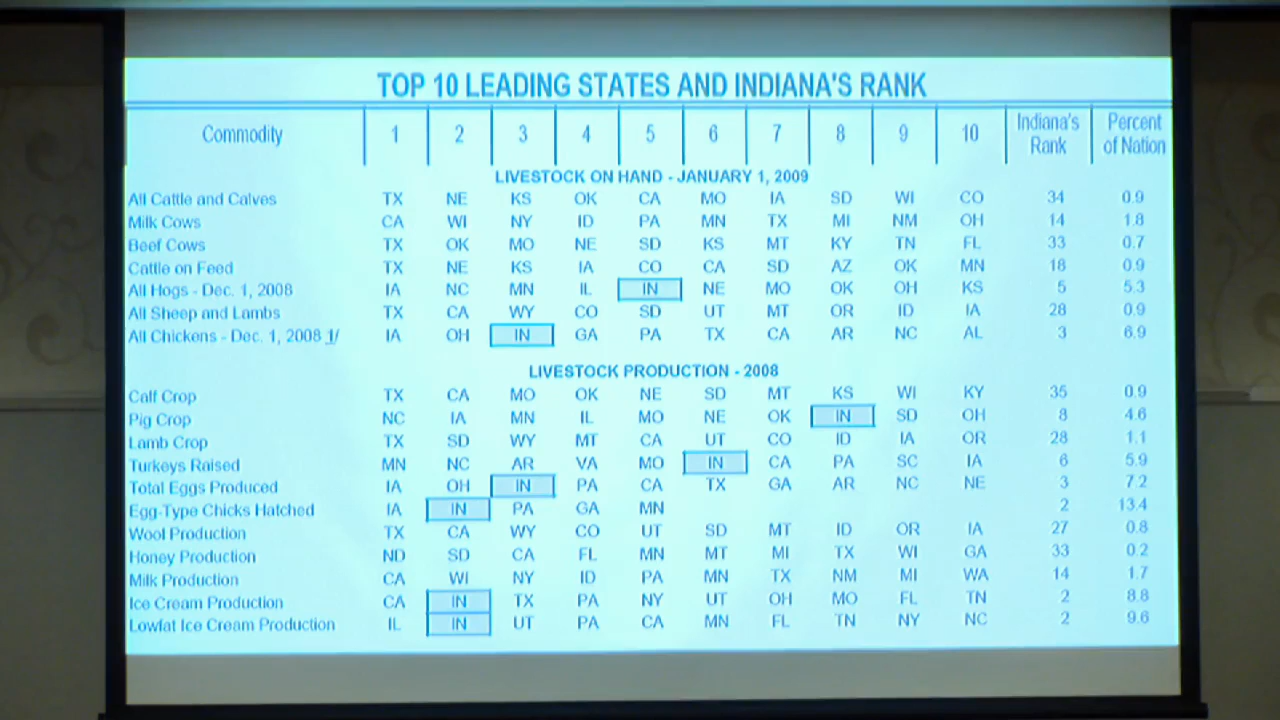 TOP 10 LEADING STATES AND INDIANA'S RANK
Commodity 1 2 3 4 5 6 7 8 9 10 Indiana's Rank Percent of Nation
LIVESTOCK ON HAND - JANUARY 1, 2009
All Cattle and Calves TX NE KS OK CA MO IA SD WI CO 34 0.9
Milk Cows CA WI NY ID PA MN TX MI NM OH 14 1.8
Beef Cows TX OK MO NE SD KS MT KY TN FL 33 0.7
Cattle on Feed TX NE KS IA CO CA SD AZ OK MN 18 0.9
All Hogs - Dec. 1, 2008 IA NC MN IL IN NE MO OK OH KS 5 5.3
All Sheep and Lambs TX CA WY CO SD UT MT OR ID IA 28 0.9
All Chickens - Dec. 1, 2008 1/ IA OH IN GA PA TX CA AR NC AL 3 6.9
LIVESTOCK PRODUCTION - 2008
Calf Crop TX CA MO OK NE SD MT KS WI KY 35 0.9
Pig Crop NC IA MN IL MO NE OK IN SD OH 8 4.6
Lamb Crop TX SD WY MT CA UT CO ID IA OR 28 1.1
Turkeys Raised MN NC AR VA MO IN CA PA SC IA 6 5.9
Total Eggs Produced IA OH IN PA CA TX GA AR NC NE 3 7.2
Egg-Type Chicks Hatched IA IN PA GA MN 2 13.4
Wool Production TX CA WY CO UT SD MT ID OR IA 27 0.8
Honey Production ND SD CA FL MN MT MI TX WI GA 33 0.2
Milk Production CA WI NY ID PA MN TX NM MI WA 14 1.7
Ice Cream Production CA IN TX PA NY UT OH MO FL TN 2 8.8
Lowfat Ice Cream Production IL IN UT PA CA MN FL TN NY NC 2 9.6